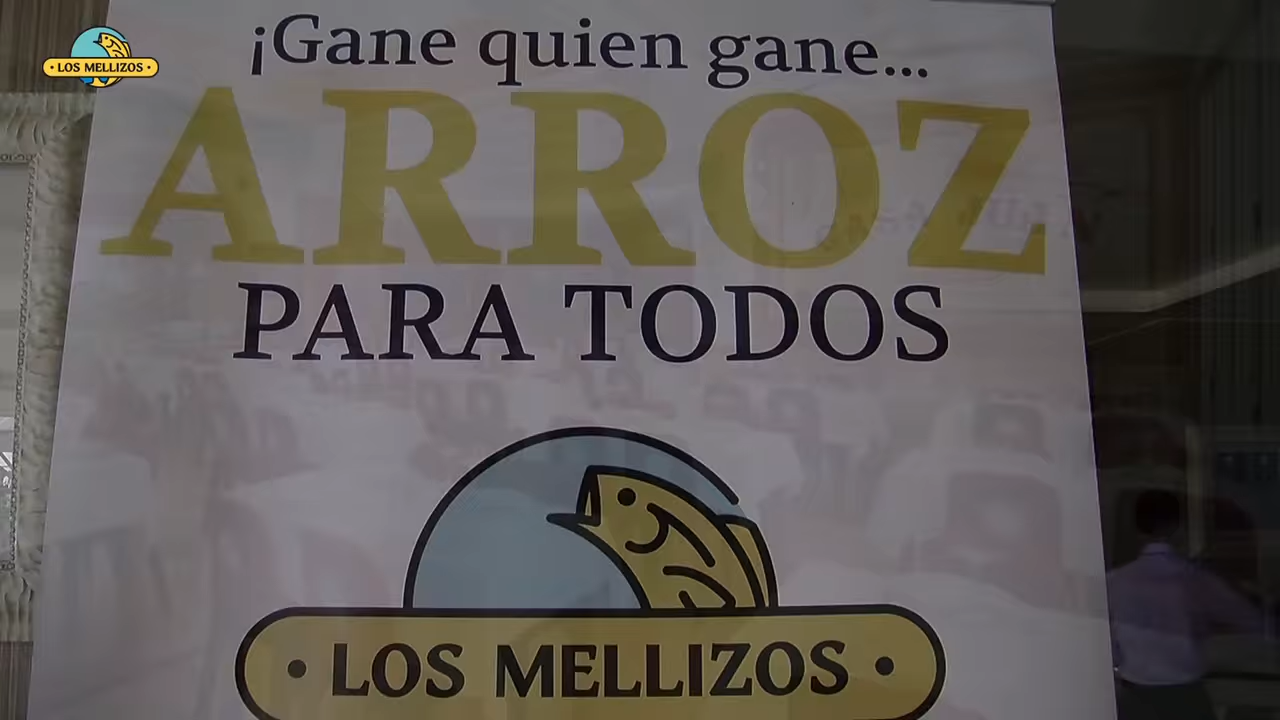 LOS MELLIZOS
¡Gane quien gane...
ARROZ
PARA TODOS
• LOS MELLIZOS •